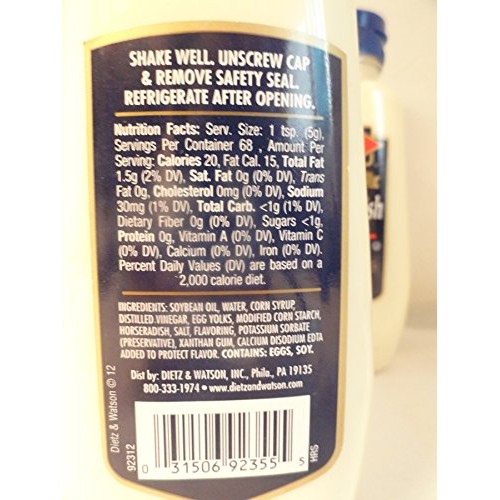 SHAKE WELL. UNSCREW CAP
& REMOVE SAFETY SEAL.
REFRIGERATE AFTER OPENING.
Nutrition Facts: Serv. Size: 1 tsp. (5g),
Servings Per Container 68 , Amount Per
Serving: Calories 20, Fat Cal. 15, Total Fat
1.5g (2% DV), Sat. Fat 0g (0% DV), Trans
Fat 0g, Cholesterol 0mg (0% DV), Sodium
30mg (1% DV), Total Carb. <1g (1% DV),
Dietary Fiber 0g (0% DV), Sugars <1g,
Protein 0g, Vitamin A (0% DV), Vitamin C
(0% DV), Calcium (0% DV), Iron (0% DV).
Percent Daily Values (DV) are based on a
2,000 calorie diet.
INGREDIENTS: SOYBEAN OIL, WATER, CORN SYRUP,
DISTILLED VINEGAR, EGG YOLKS, MODIFIED CORN STARCH,
HORSERADISH, SALT, FLAVORING, POTASSIUM SORBATE
(PRESERVATIVE), XANTHAN GUM, CALCIUM DISODIUM EDTA
ADDED TO PROTECT FLAVOR. CONTAINS: EGGS, SOY.
Dist by: DIETZ & WATSON, INC., Phila., PA 19135
800-333-1974 • www.dietzandwatson.com
Dietz & Watson © 12
92312
0 31506 92355 5
HRS
sh